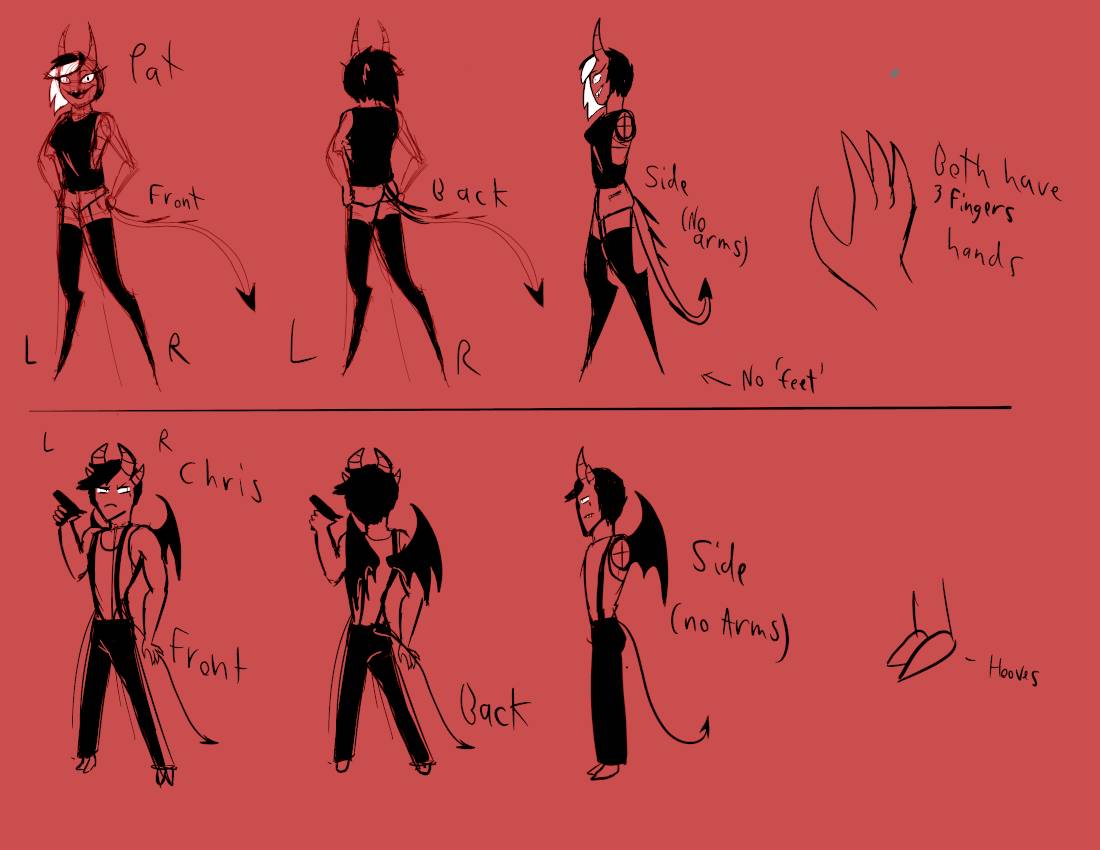 Pat
Front
L
R
Back
L
R
Side
(No
arms)
← No 'feet'
Both have
3 Fingers
hands
L
R
Chris
Front
Back
Side
(no Arms)
- Hooves